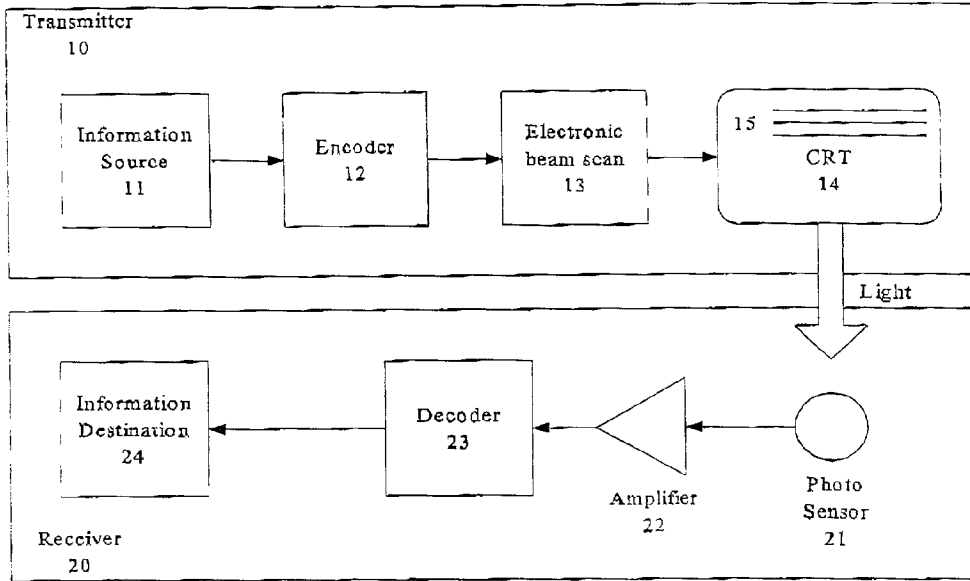 Transmitter
10
Information
Source
11
Encoder
12
Electronic
beam scan
13
15
CRT
14
Light
Information
Destination
24
Decoder
23
Amplifier
22
Photo
Sensor
21
Receiver
20